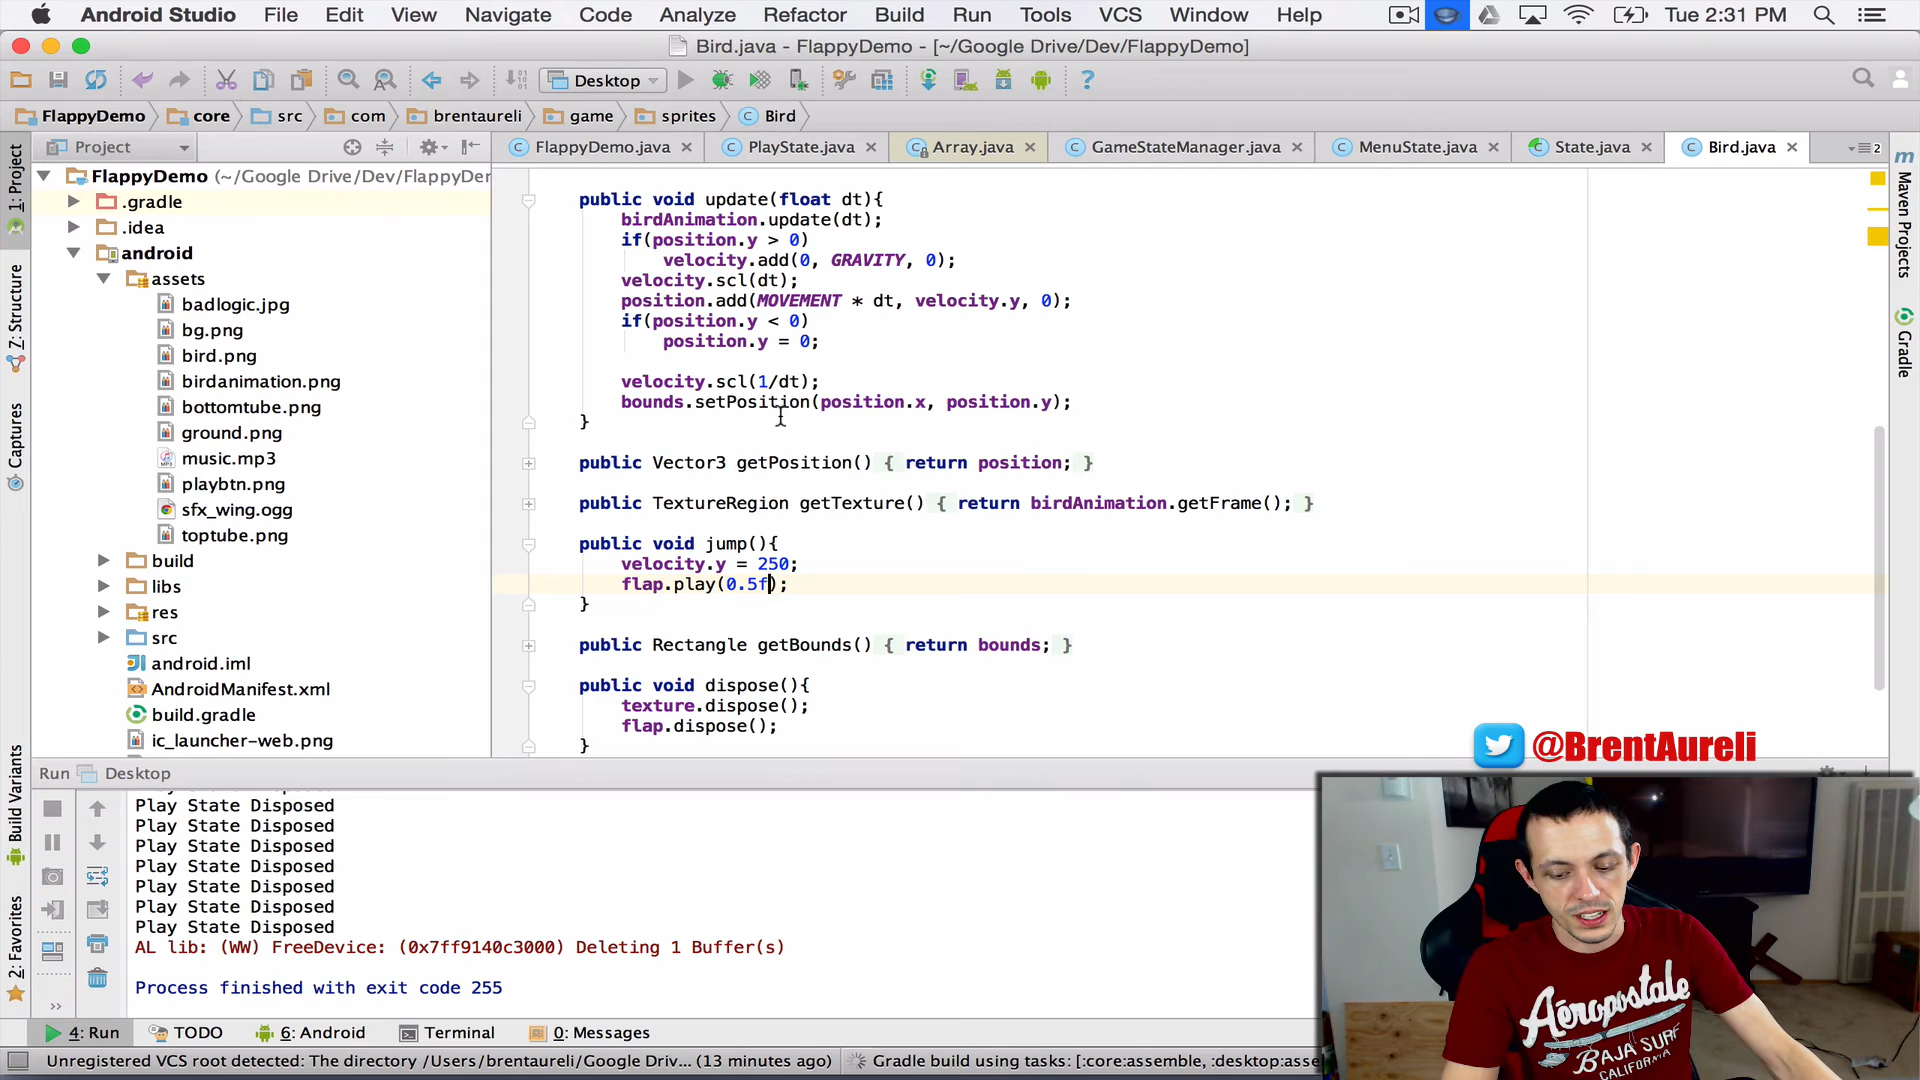 Android Studio File Edit View Navigate Code Analyze Refactor Build Run Tools VCS Window Help Tue 2:31 PM
Bird.java - FlappyDemo - [~/Google Drive/Dev/FlappyDemo]
Desktop
FlappyDemo core src com brentaureli game sprites Bird
Project FlappyDemo.java PlayState.java Array.java GameStateManager.java MenuState.java State.java Bird.java 2
1: Project
Z: Structure
Captures
Build Variants
2: Favorites
Maven Projects
Gradle
FlappyDemo (~/Google Drive/Dev/FlappyDer
.gradle
.idea
android
assets
badlogic.jpg
bg.png
bird.png
birdanimation.png
bottomtube.png
ground.png
music.mp3
playbtn.png
sfx_wing.ogg
toptube.png
build
libs
res
src
android.iml
AndroidManifest.xml
build.gradle
ic_launcher-web.png
public void update(float dt){
birdAnimation.update(dt);
if(position.y > 0)
velocity.add(0, GRAVITY, 0);
velocity.scl(dt);
position.add(MOVEMENT * dt, velocity.y, 0);
if(position.y < 0)
position.y = 0;
velocity.scl(1/dt);
bounds.setPosition(position.x, position.y);
}
public Vector3 getPosition() { return position; }
public TextureRegion getTexture() { return birdAnimation.getFrame(); }
public void jump(){
velocity.y = 250;
flap.play(0.5f);
}
public Rectangle getBounds() { return bounds; }
public void dispose(){
texture.dispose();
flap.dispose();
}
@BrentAureli
Run Desktop
Play State Disposed
Play State Disposed
Play State Disposed
Play State Disposed
Play State Disposed
Play State Disposed
Play State Disposed
AL lib: (WW) FreeDevice: (0x7ff9140c3000) Deleting 1 Buffer(s)
Process finished with exit code 255
4: Run TODO 6: Android Terminal 0: Messages
Unregistered VCS root detected: The directory /Users/brentaureli/Google Driv... (13 minutes ago) Gradle build using tasks: [:core:assemble, :desktop:asse
Aéropostale
BAJA SURF
CALIFORNIA